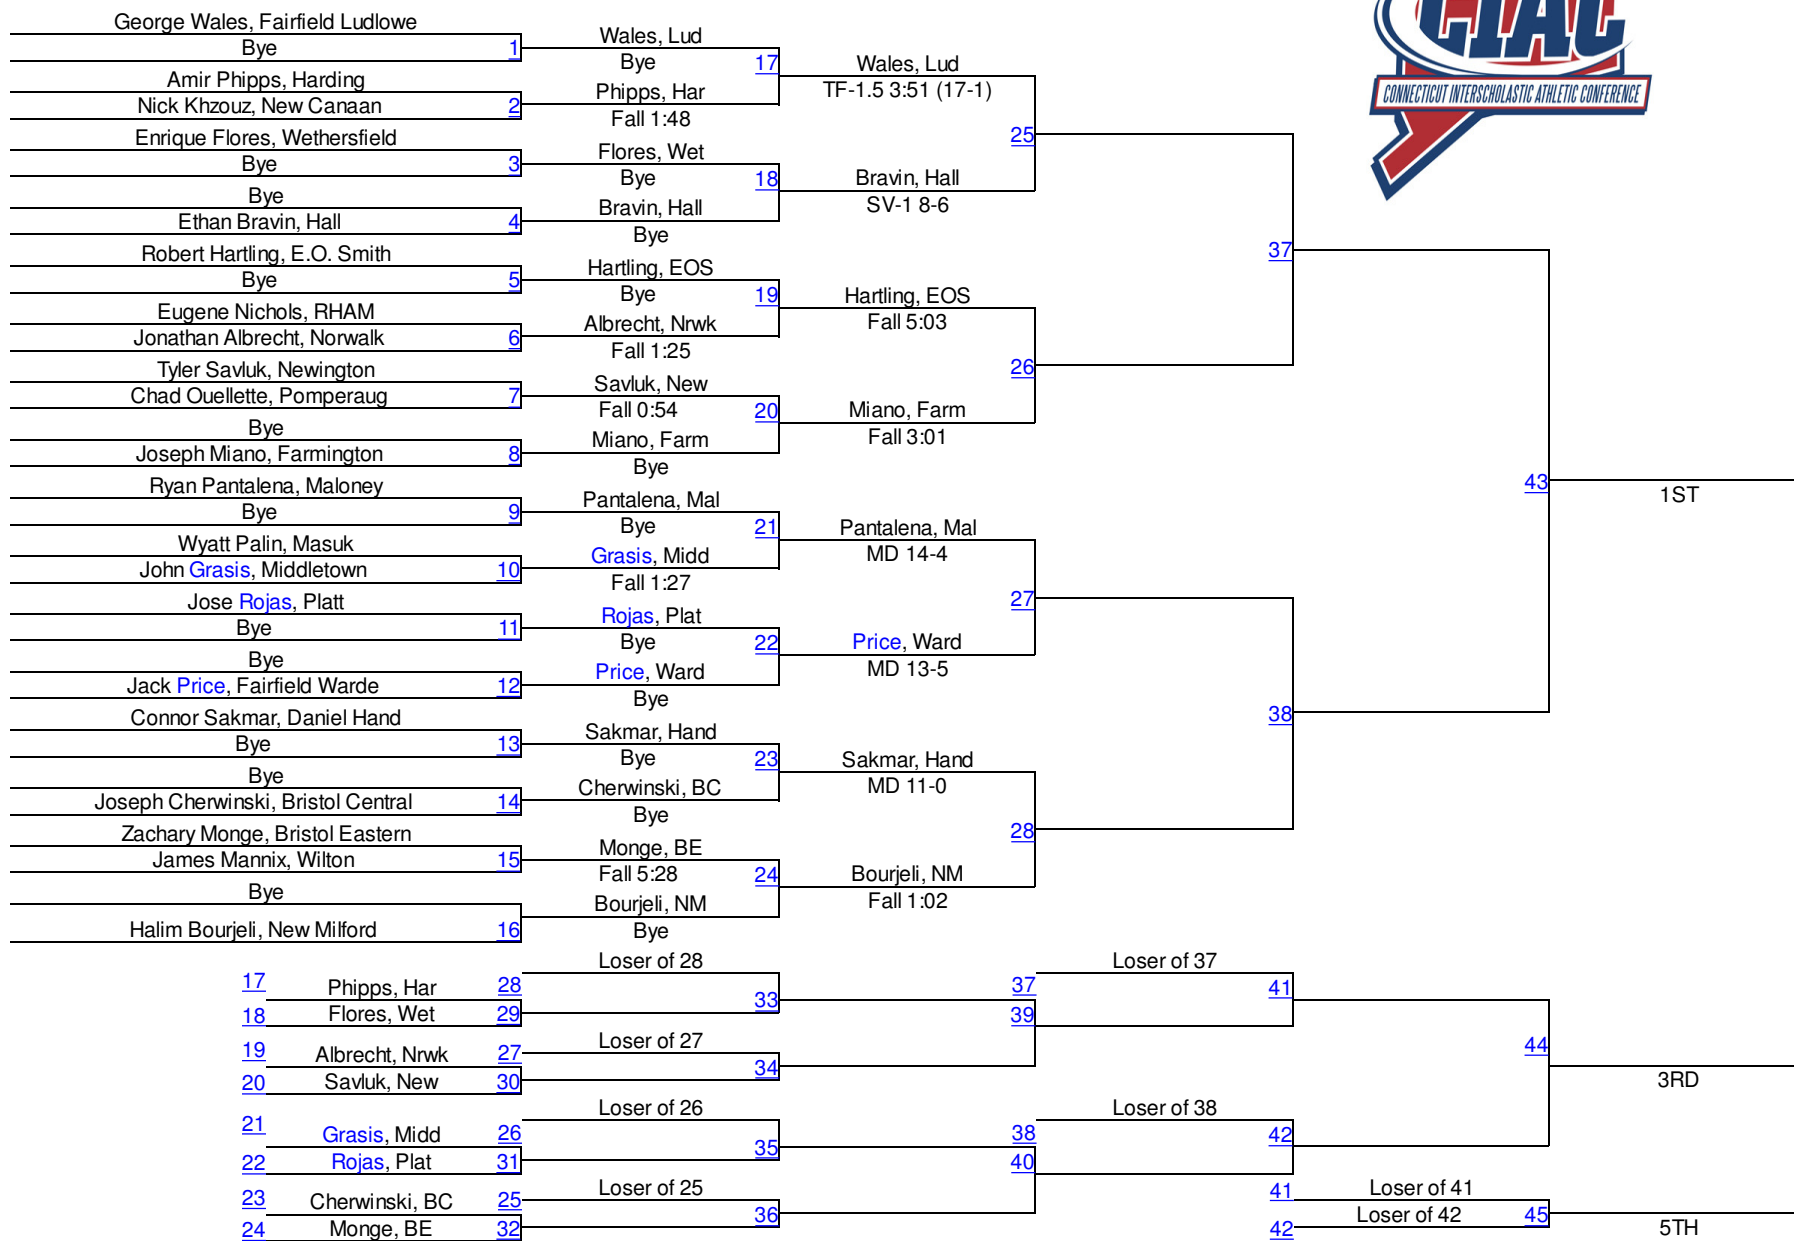 CIAC
CONNECTICUT INTERSCHOLASTIC ATHLETIC CONFERENCE
George Wales, Fairfield Ludlowe
Bye
1
Amir Phipps, Harding
Nick Khzouz, New Canaan
2
Enrique Flores, Wethersfield
Bye
3
Bye
Ethan Bravin, Hall
4
Robert Hartling, E.O. Smith
Bye
5
Eugene Nichols, RHAM
Jonathan Albrecht, Norwalk
6
Tyler Savluk, Newington
Chad Ouellette, Pomperaug
7
Bye
Joseph Miano, Farmington
8
Ryan Pantalena, Maloney
Bye
9
Wyatt Palin, Masuk
John Grasis, Middletown
10
Jose Rojas, Platt
Bye
11
Bye
Jack Price, Fairfield Warde
12
Connor Sakmar, Daniel Hand
Bye
13
Bye
Joseph Cherwinski, Bristol Central
14
Zachary Monge, Bristol Eastern
James Mannix, Wilton
15
Bye
Halim Bourjeli, New Milford
16
Wales, Lud
Bye
17
Phipps, Har
Fall 1:48
Flores, Wet
Bye
18
Bravin, Hall
Bye
Hartling, EOS
Bye
19
Albrecht, Nrwk
Fall 1:25
Savluk, New
Fall 0:54
20
Miano, Farm
Bye
Pantalena, Mal
Bye
21
Grasis, Midd
Fall 1:27
Rojas, Plat
Bye
22
Price, Ward
Bye
Sakmar, Hand
Bye
23
Cherwinski, BC
Bye
Monge, BE
Fall 5:28
24
Bourjeli, NM
Bye
Wales, Lud
TF-1.5 3:51 (17-1)
25
Bravin, Hall
SV-1 8-6
Hartling, EOS
Fall 5:03
26
Miano, Farm
Fall 3:01
Pantalena, Mal
MD 14-4
27
Price, Ward
MD 13-5
Sakmar, Hand
MD 11-0
28
Bourjeli, NM
Fall 1:02
37
38
43
1ST
17
Phipps, Har
28
18
Flores, Wet
29
19
Albrecht, Nrwk
27
20
Savluk, New
30
21
Grasis, Midd
26
22
Rojas, Plat
31
23
Cherwinski, BC
25
24
Monge, BE
32
Loser of 28
33
Loser of 27
34
Loser of 26
35
Loser of 25
36
37
39
38
40
Loser of 37
41
Loser of 38
42
44
3RD
41
Loser of 41
42
Loser of 42
45
5TH